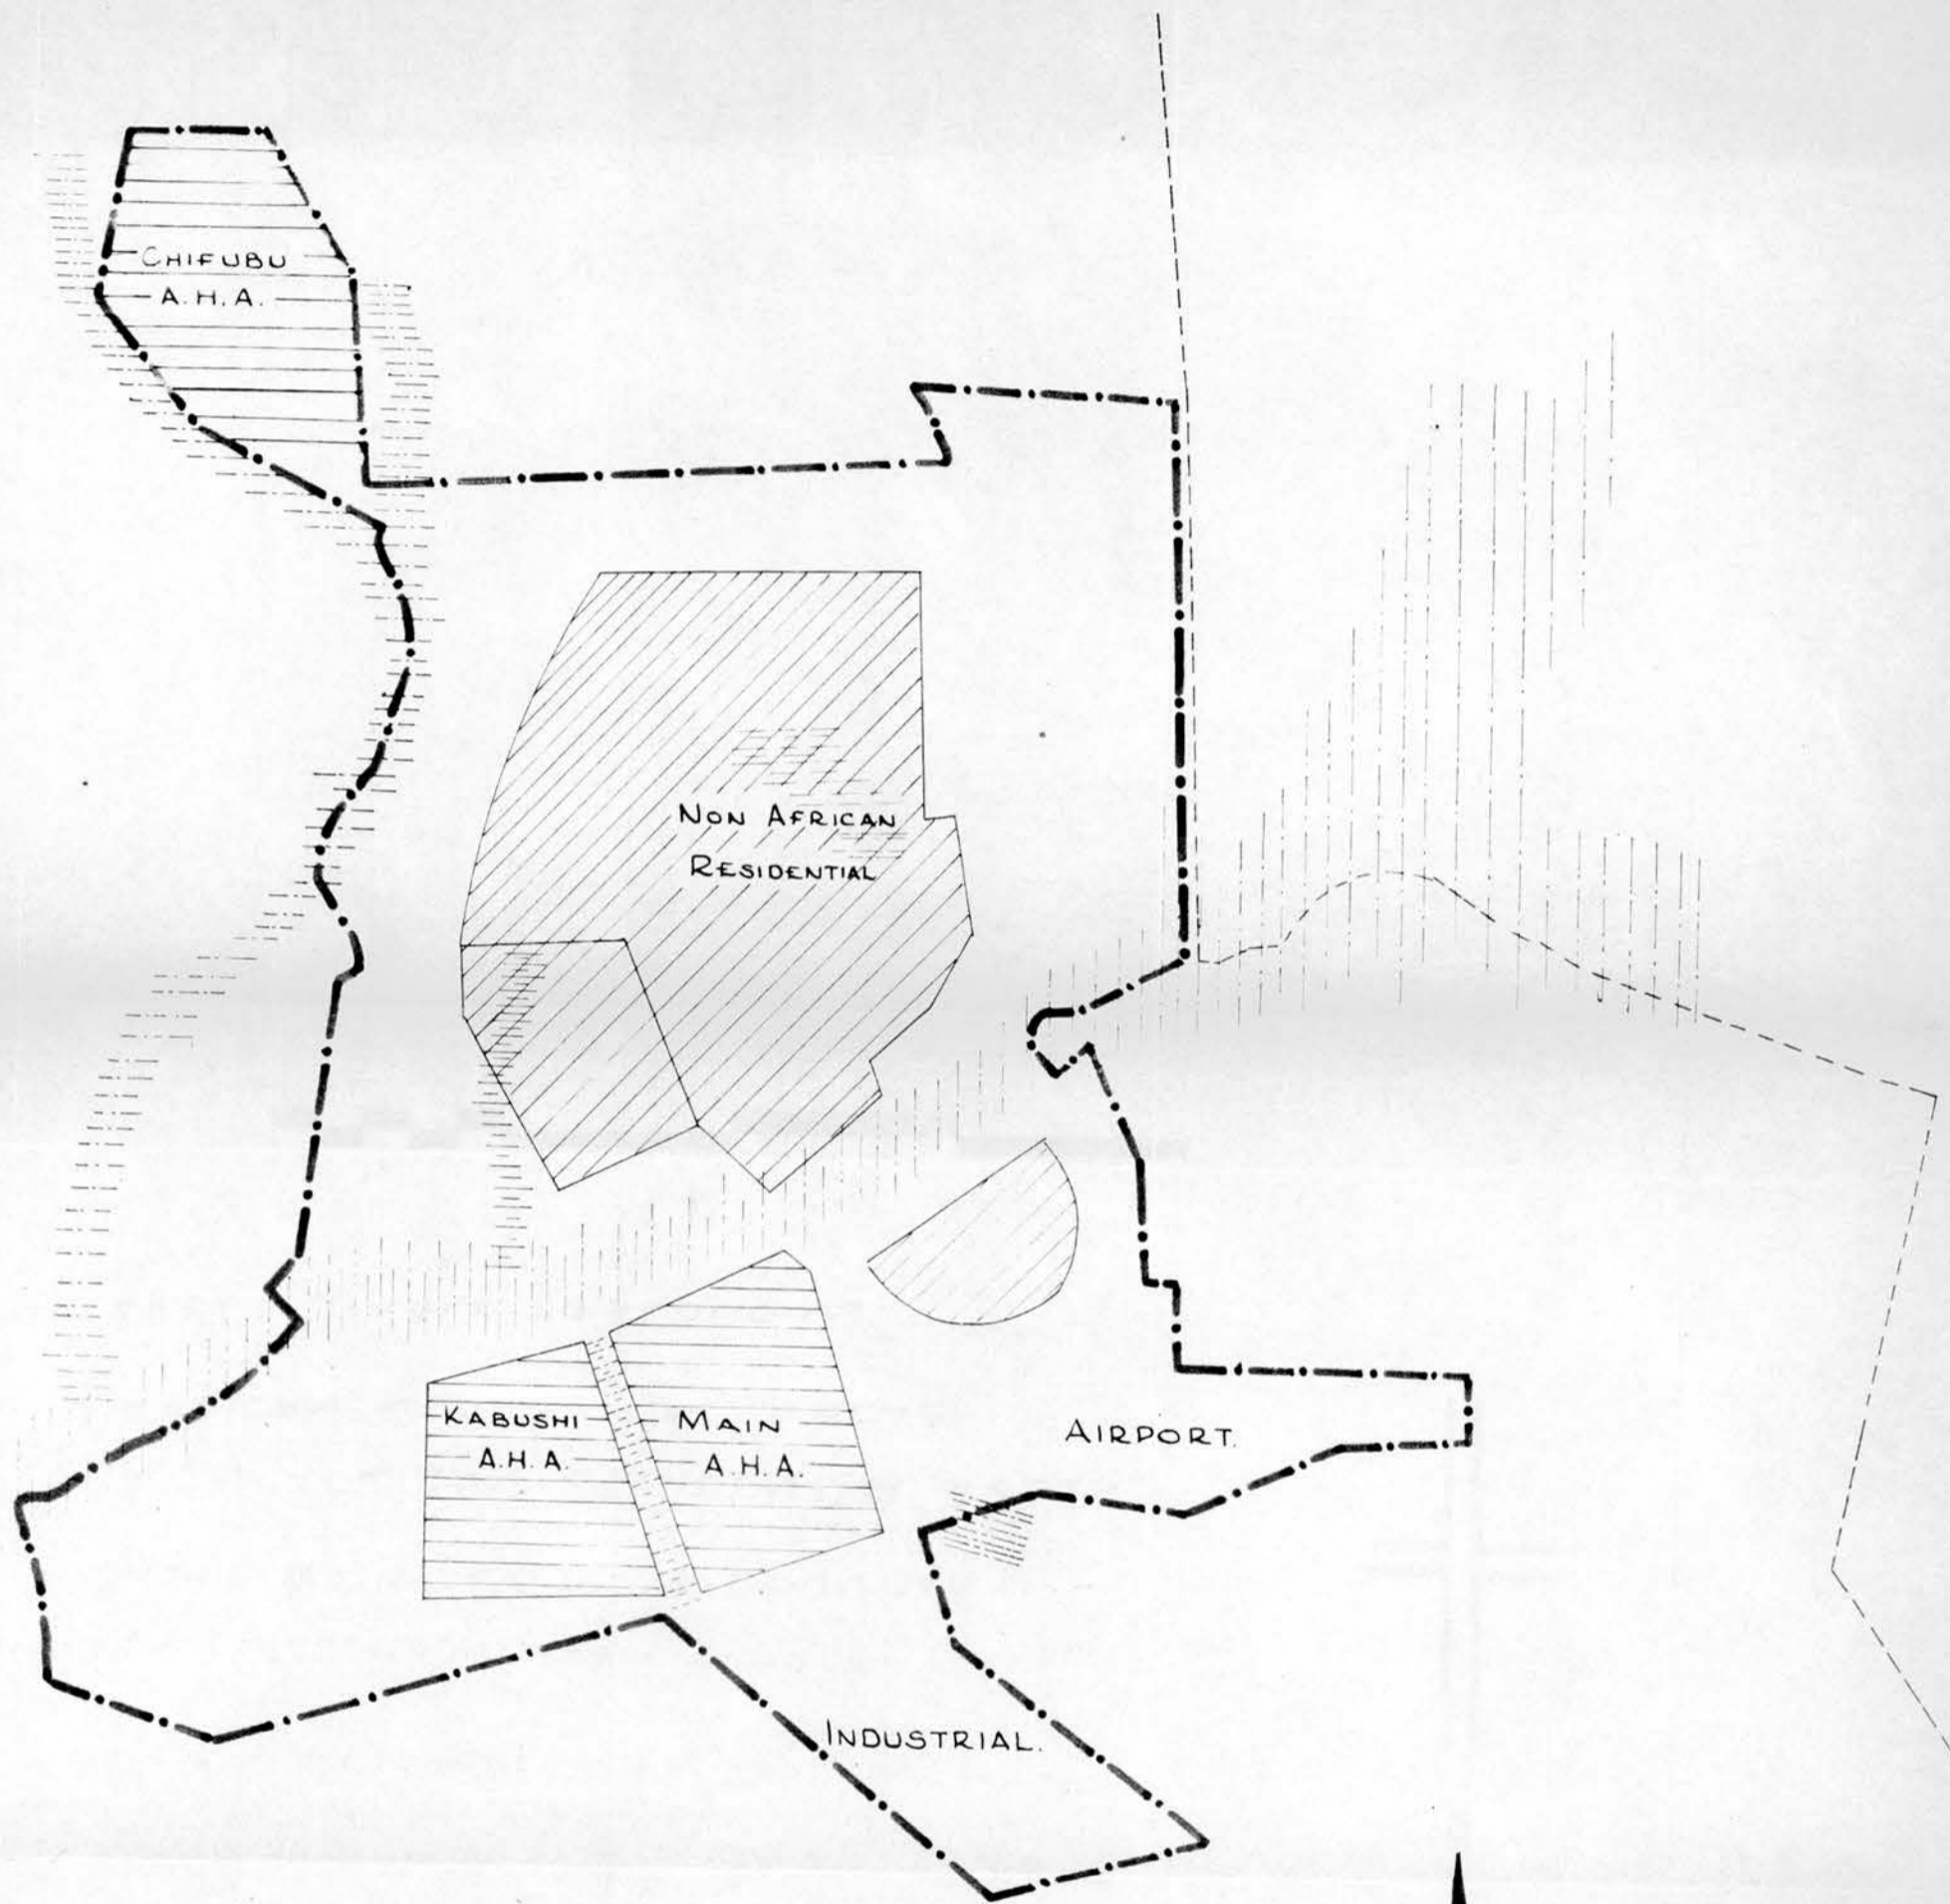 CHIFUBU
A.H.A.
NON AFRICAN
RESIDENTIAL
KABUSHI
A.H.A.
MAIN
A.H.A.
AIRPORT.
INDUSTRIAL.